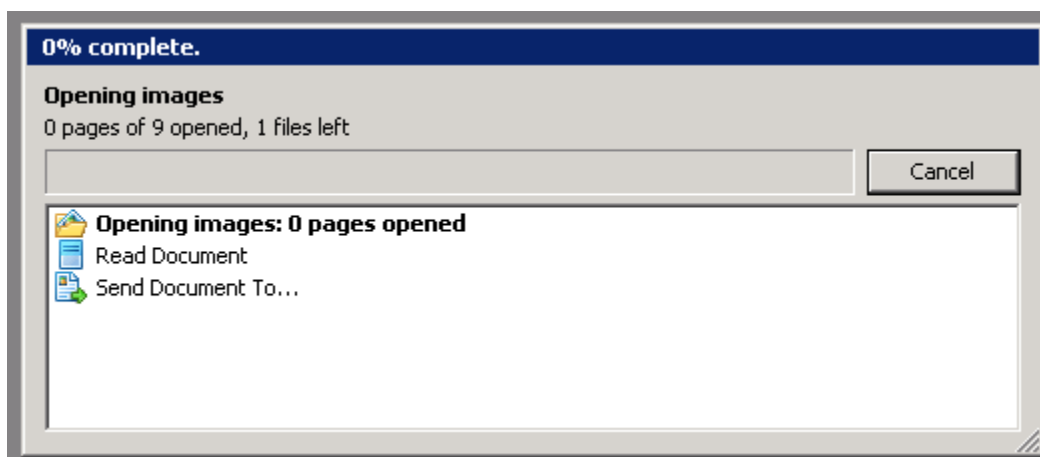 0% complete.
Opening images
0 pages of 9 opened, 1 files left
Cancel
Opening images: 0 pages opened
Read Document
Send Document To...